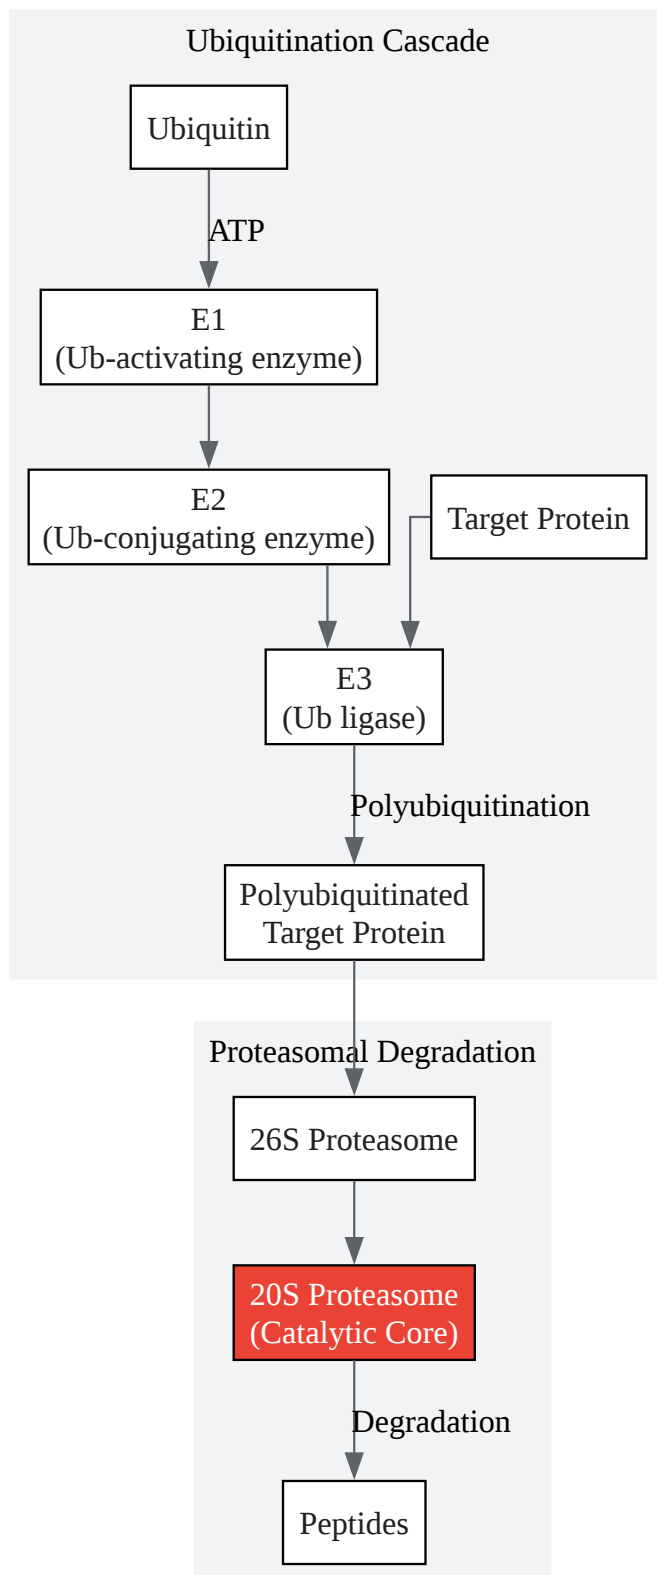 Ubiquitination Cascade
Ubiquitin
ATP
E1
(Ub-activating enzyme)
E2
(Ub-conjugating enzyme)
Target Protein
E3
(Ub ligase)
Polyubiquitination
Polyubiquitinated
Target Protein
Proteasomal Degradation
26S Proteasome
20S Proteasome
(Catalytic Core)
Degradation
Peptides